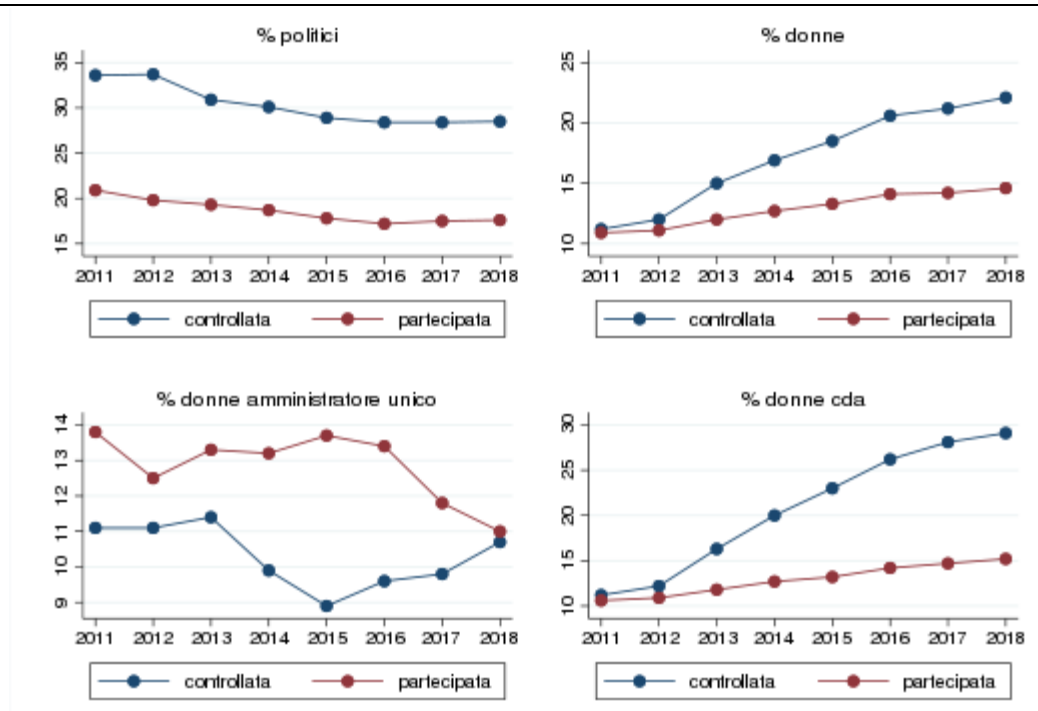 % politici
35
30
25
20
15
2011 2012 2013 2014 2015 2016 2017 2018
controllata partecipata
% donne
25
20
15
10
2011 2012 2013 2014 2015 2016 2017 2018
controllata partecipata
% donne amministratore unico
14
13
12
11
10
9
2011 2012 2013 2014 2015 2016 2017 2018
controllata partecipata
% donne cda
30
25
20
15
10
2011 2012 2013 2014 2015 2016 2017 2018
controllata partecipata